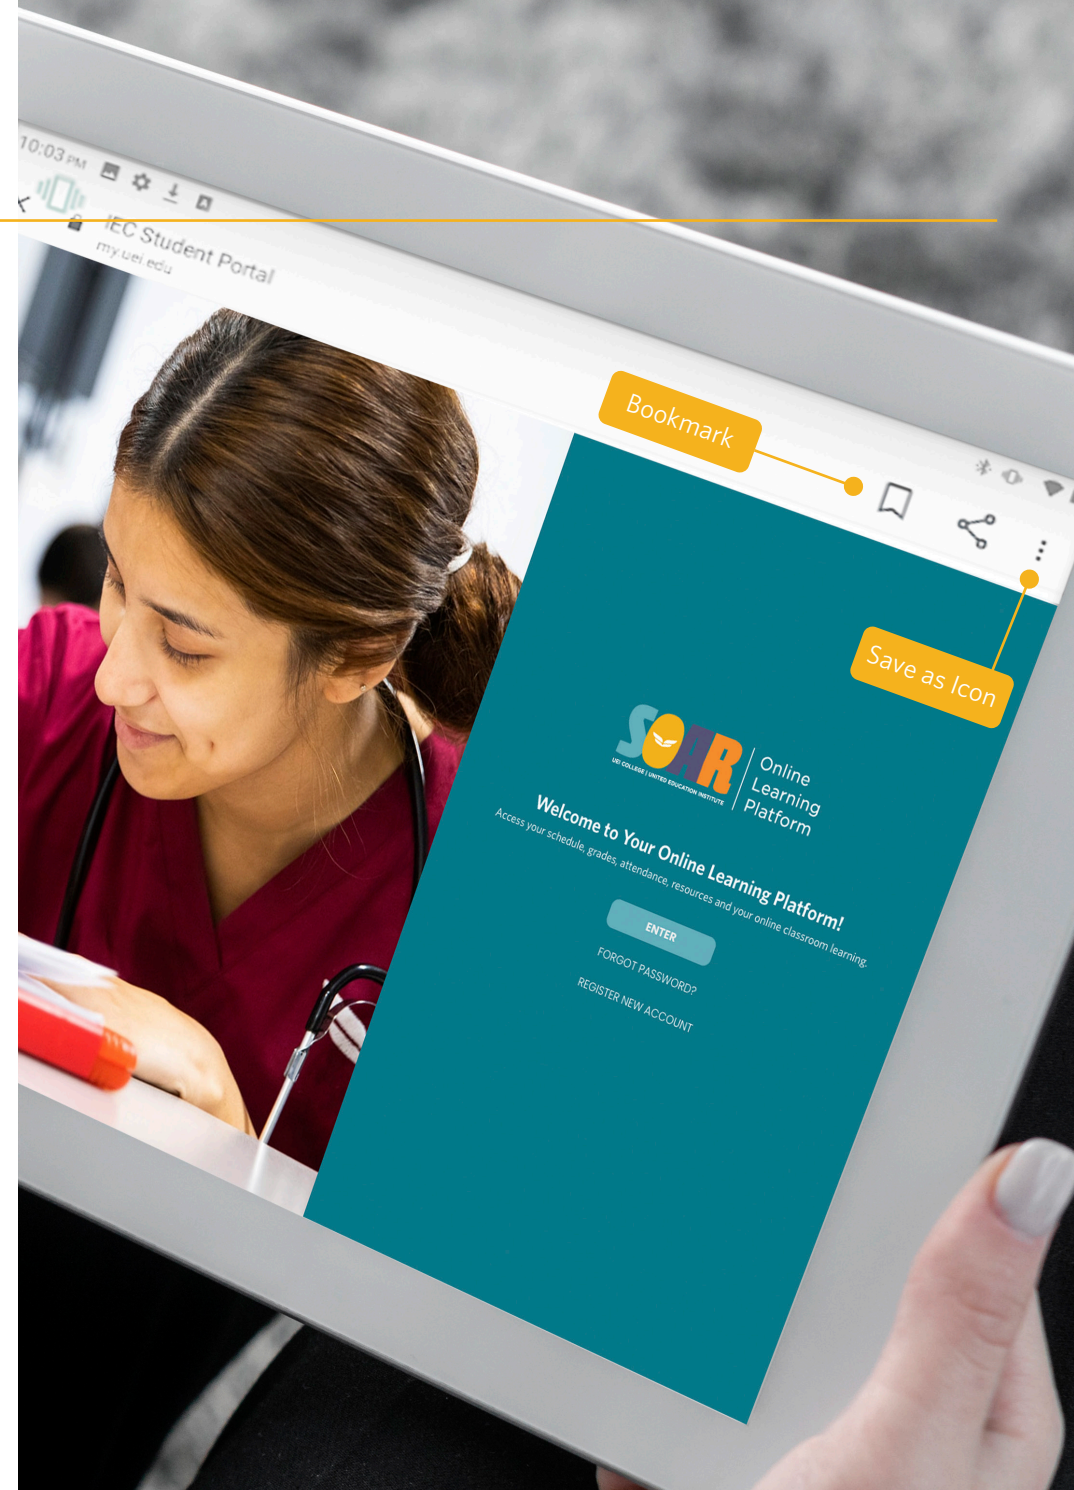 10:03 PM
IEC Student Portal
my.uei.edu
Bookmark
Save as Icon
SOAR
UEI COLLEGE | UNITED EDUCATION INSTITUTE
Online
Learning
Platform
Welcome to Your Online Learning Platform!
Access your schedule, grades, attendance, resources and your online classroom learning.
ENTER
FORGOT PASSWORD?
REGISTER NEW ACCOUNT